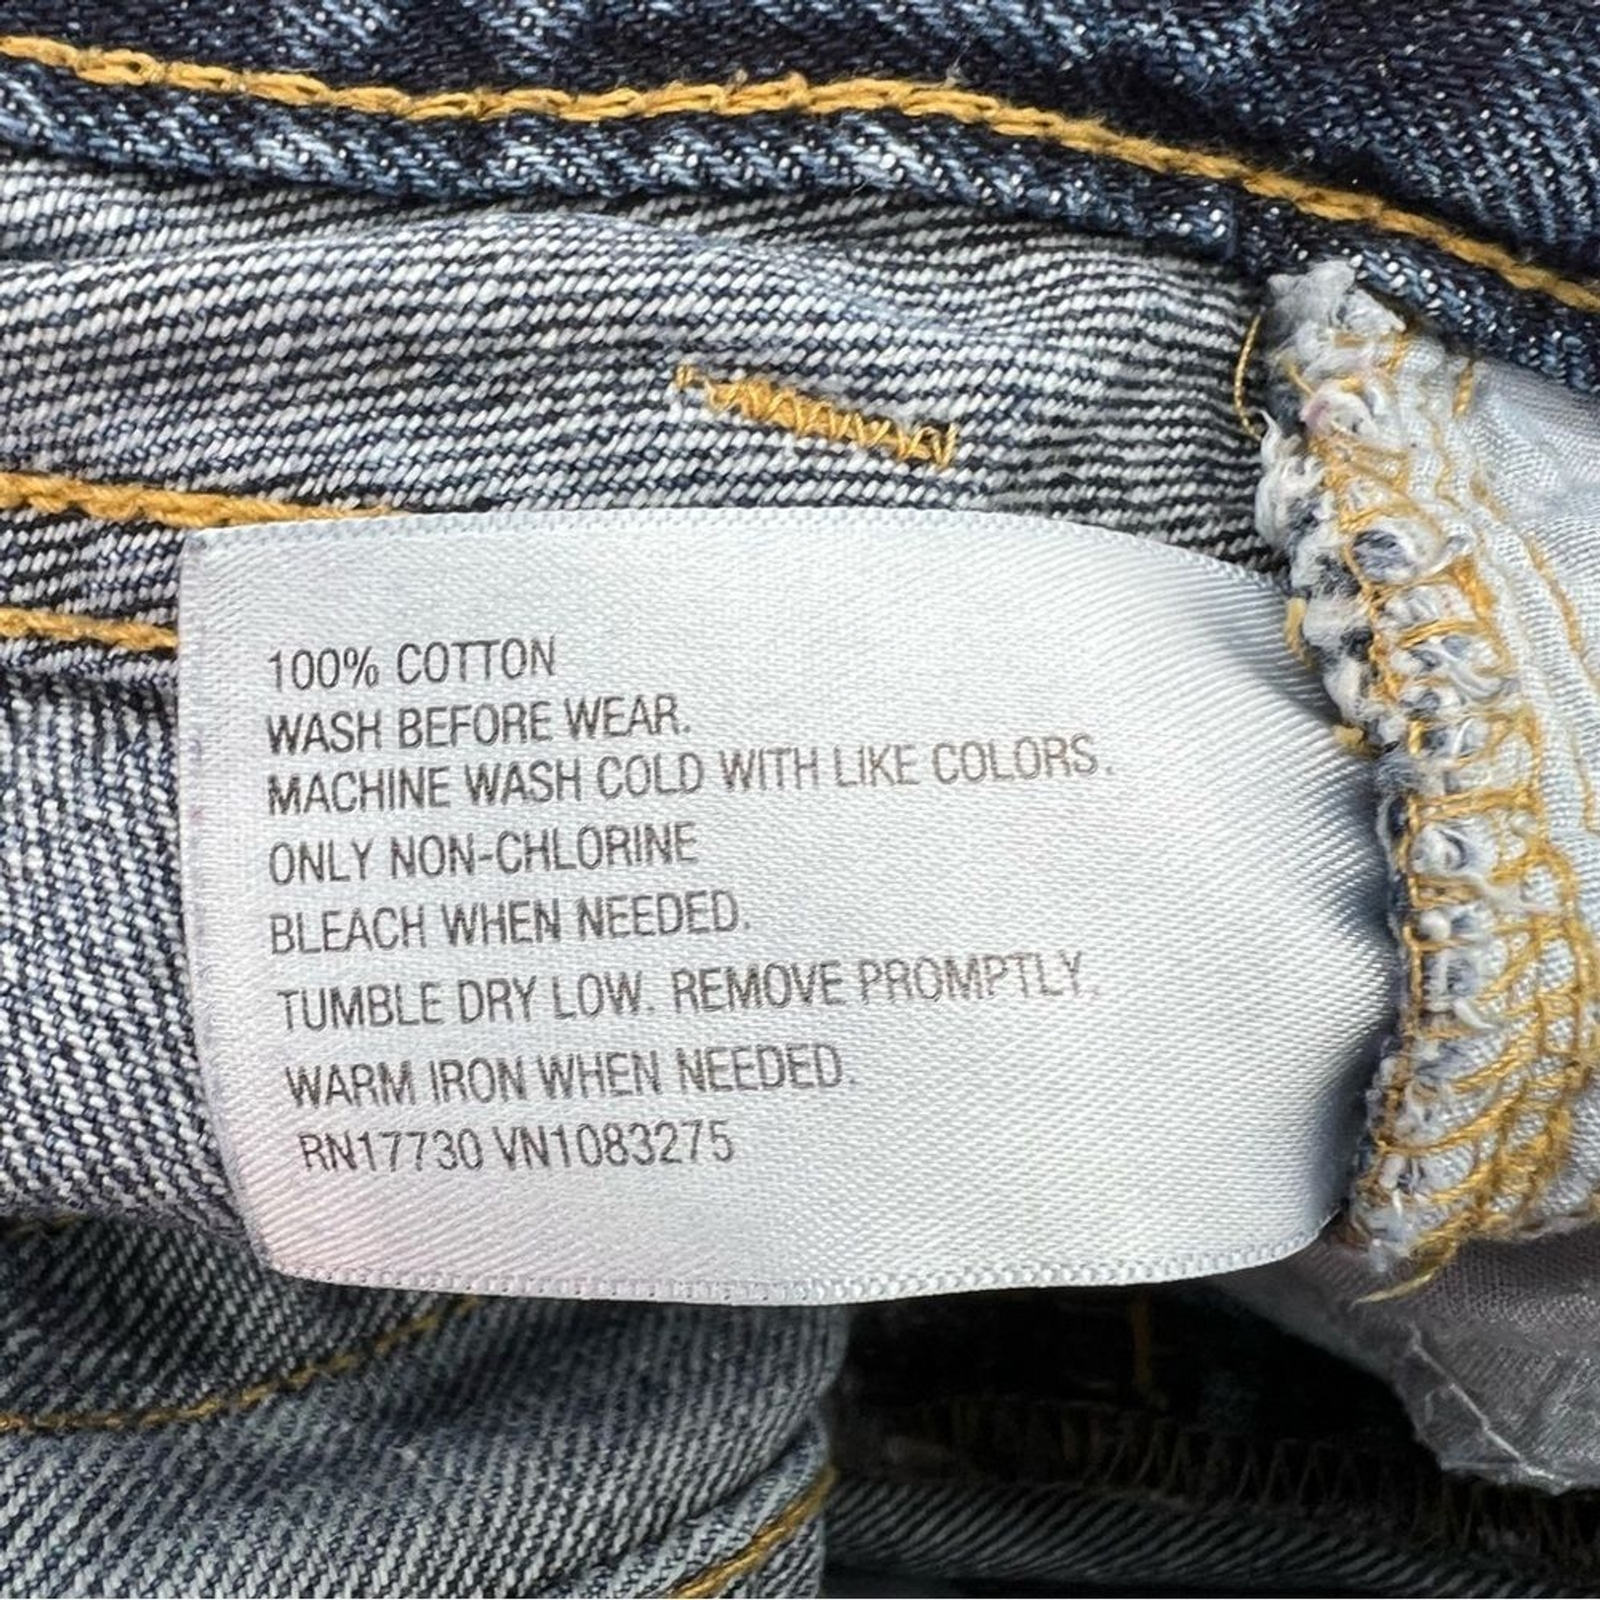 100% COTTON
WASH BEFORE WEAR.
MACHINE WASH COLD WITH LIKE COLORS.
ONLY NON-CHLORINE
BLEACH WHEN NEEDED.
TUMBLE DRY LOW. REMOVE PROMPTLY.
WARM IRON WHEN NEEDED.
RN17730 VN1083275